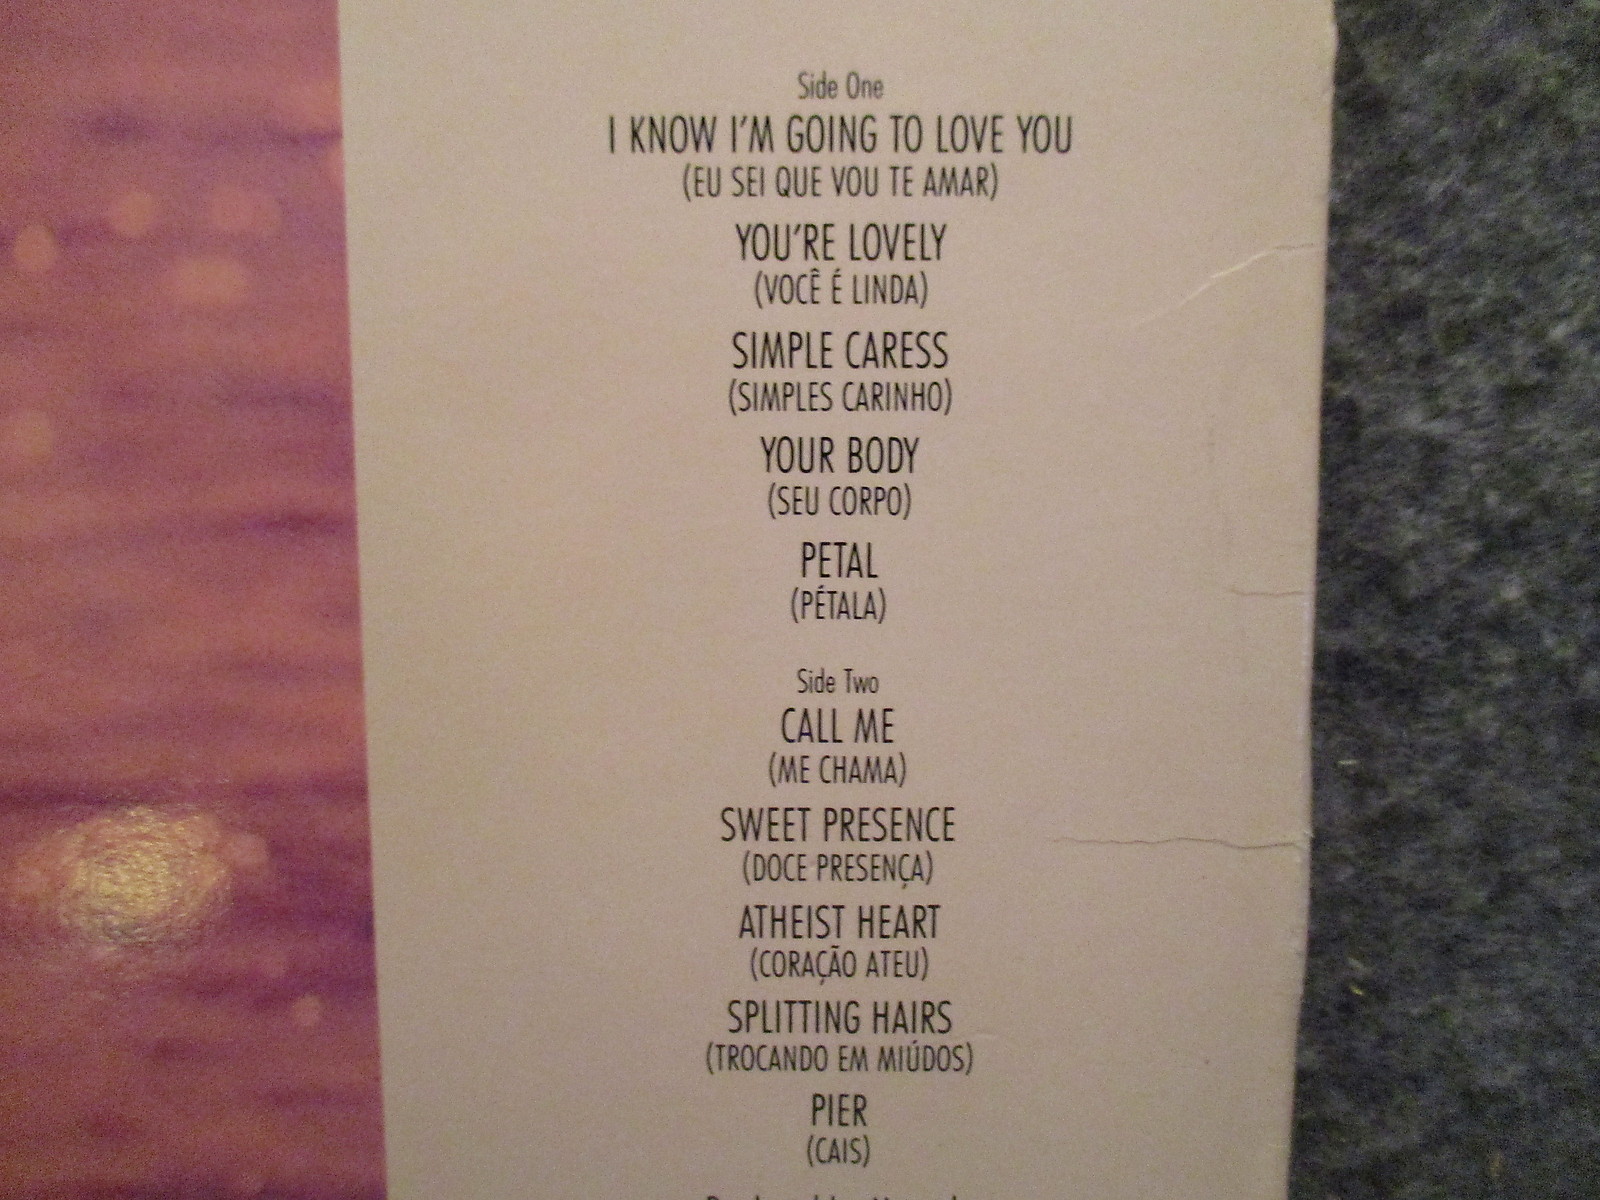 Side One
I KNOW I'M GOING TO LOVE YOU
(EU SEI QUE VOU TE AMAR)
YOU'RE LOVELY
(VOCÊ É LINDA)
SIMPLE CARESS
(SIMPLES CARINHO)
YOUR BODY
(SEU CORPO)
PETAL
(PÉTALA)
Side Two
CALL ME
(ME CHAMA)
SWEET PRESENCE
(DOCE PRESENÇA)
ATHEIST HEART
(CORAÇÃO ATEU)
SPLITTING HAIRS
(TROCANDO EM MIÚDOS)
PIER
(CAIS)